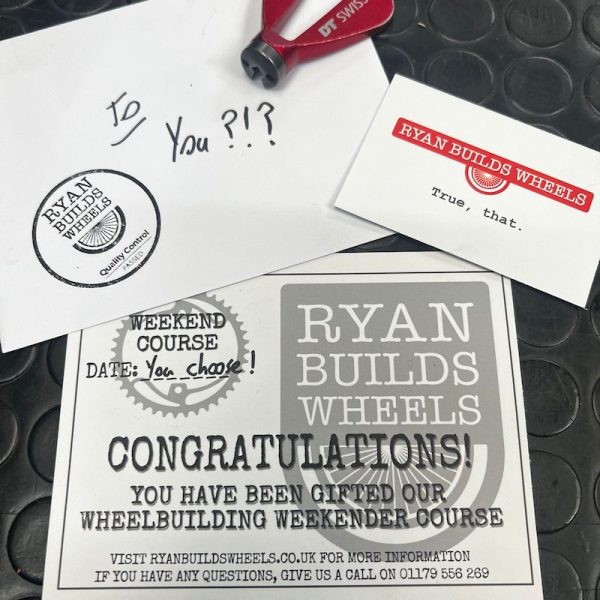 DT SWISS
To
You ?!?
RYAN
BUILDS
WHEELS
Quality Control
PASSED
RYAN BUILDS WHEELS
True, that.
WEEKEND
COURSE
DATE: You choose!
RYAN
BUILDS
WHEELS
CONGRATULATIONS!
YOU HAVE BEEN GIFTED OUR
WHEELBUILDING WEEKENDER COURSE
VISIT RYANBUILDSWHEELS.CO.UK FOR MORE INFORMATION
IF YOU HAVE ANY QUESTIONS, GIVE US A CALL ON 01179 556 269